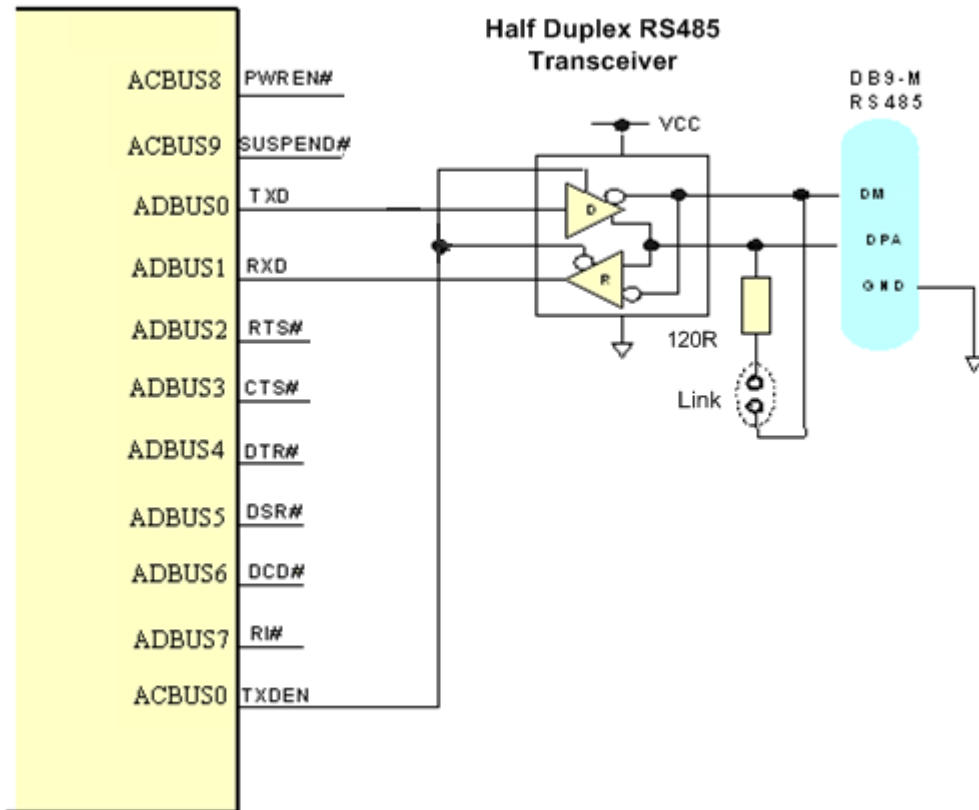 Half Duplex RS485
Transceiver
DB9-M
RS485
ACBUS8 PWREN#
VCC
ACBUS9 SUSPEND#
ADBUS0 TXD
D
DM
DPA
ADBUS1 RXD
R
GND
ADBUS2 RTS#
120R
ADBUS3 CTS#
Link
ADBUS4 DTR#
ADBUS5 DSR#
ADBUS6 DCD#
ADBUS7 RI#
ACBUS0 TXDEN